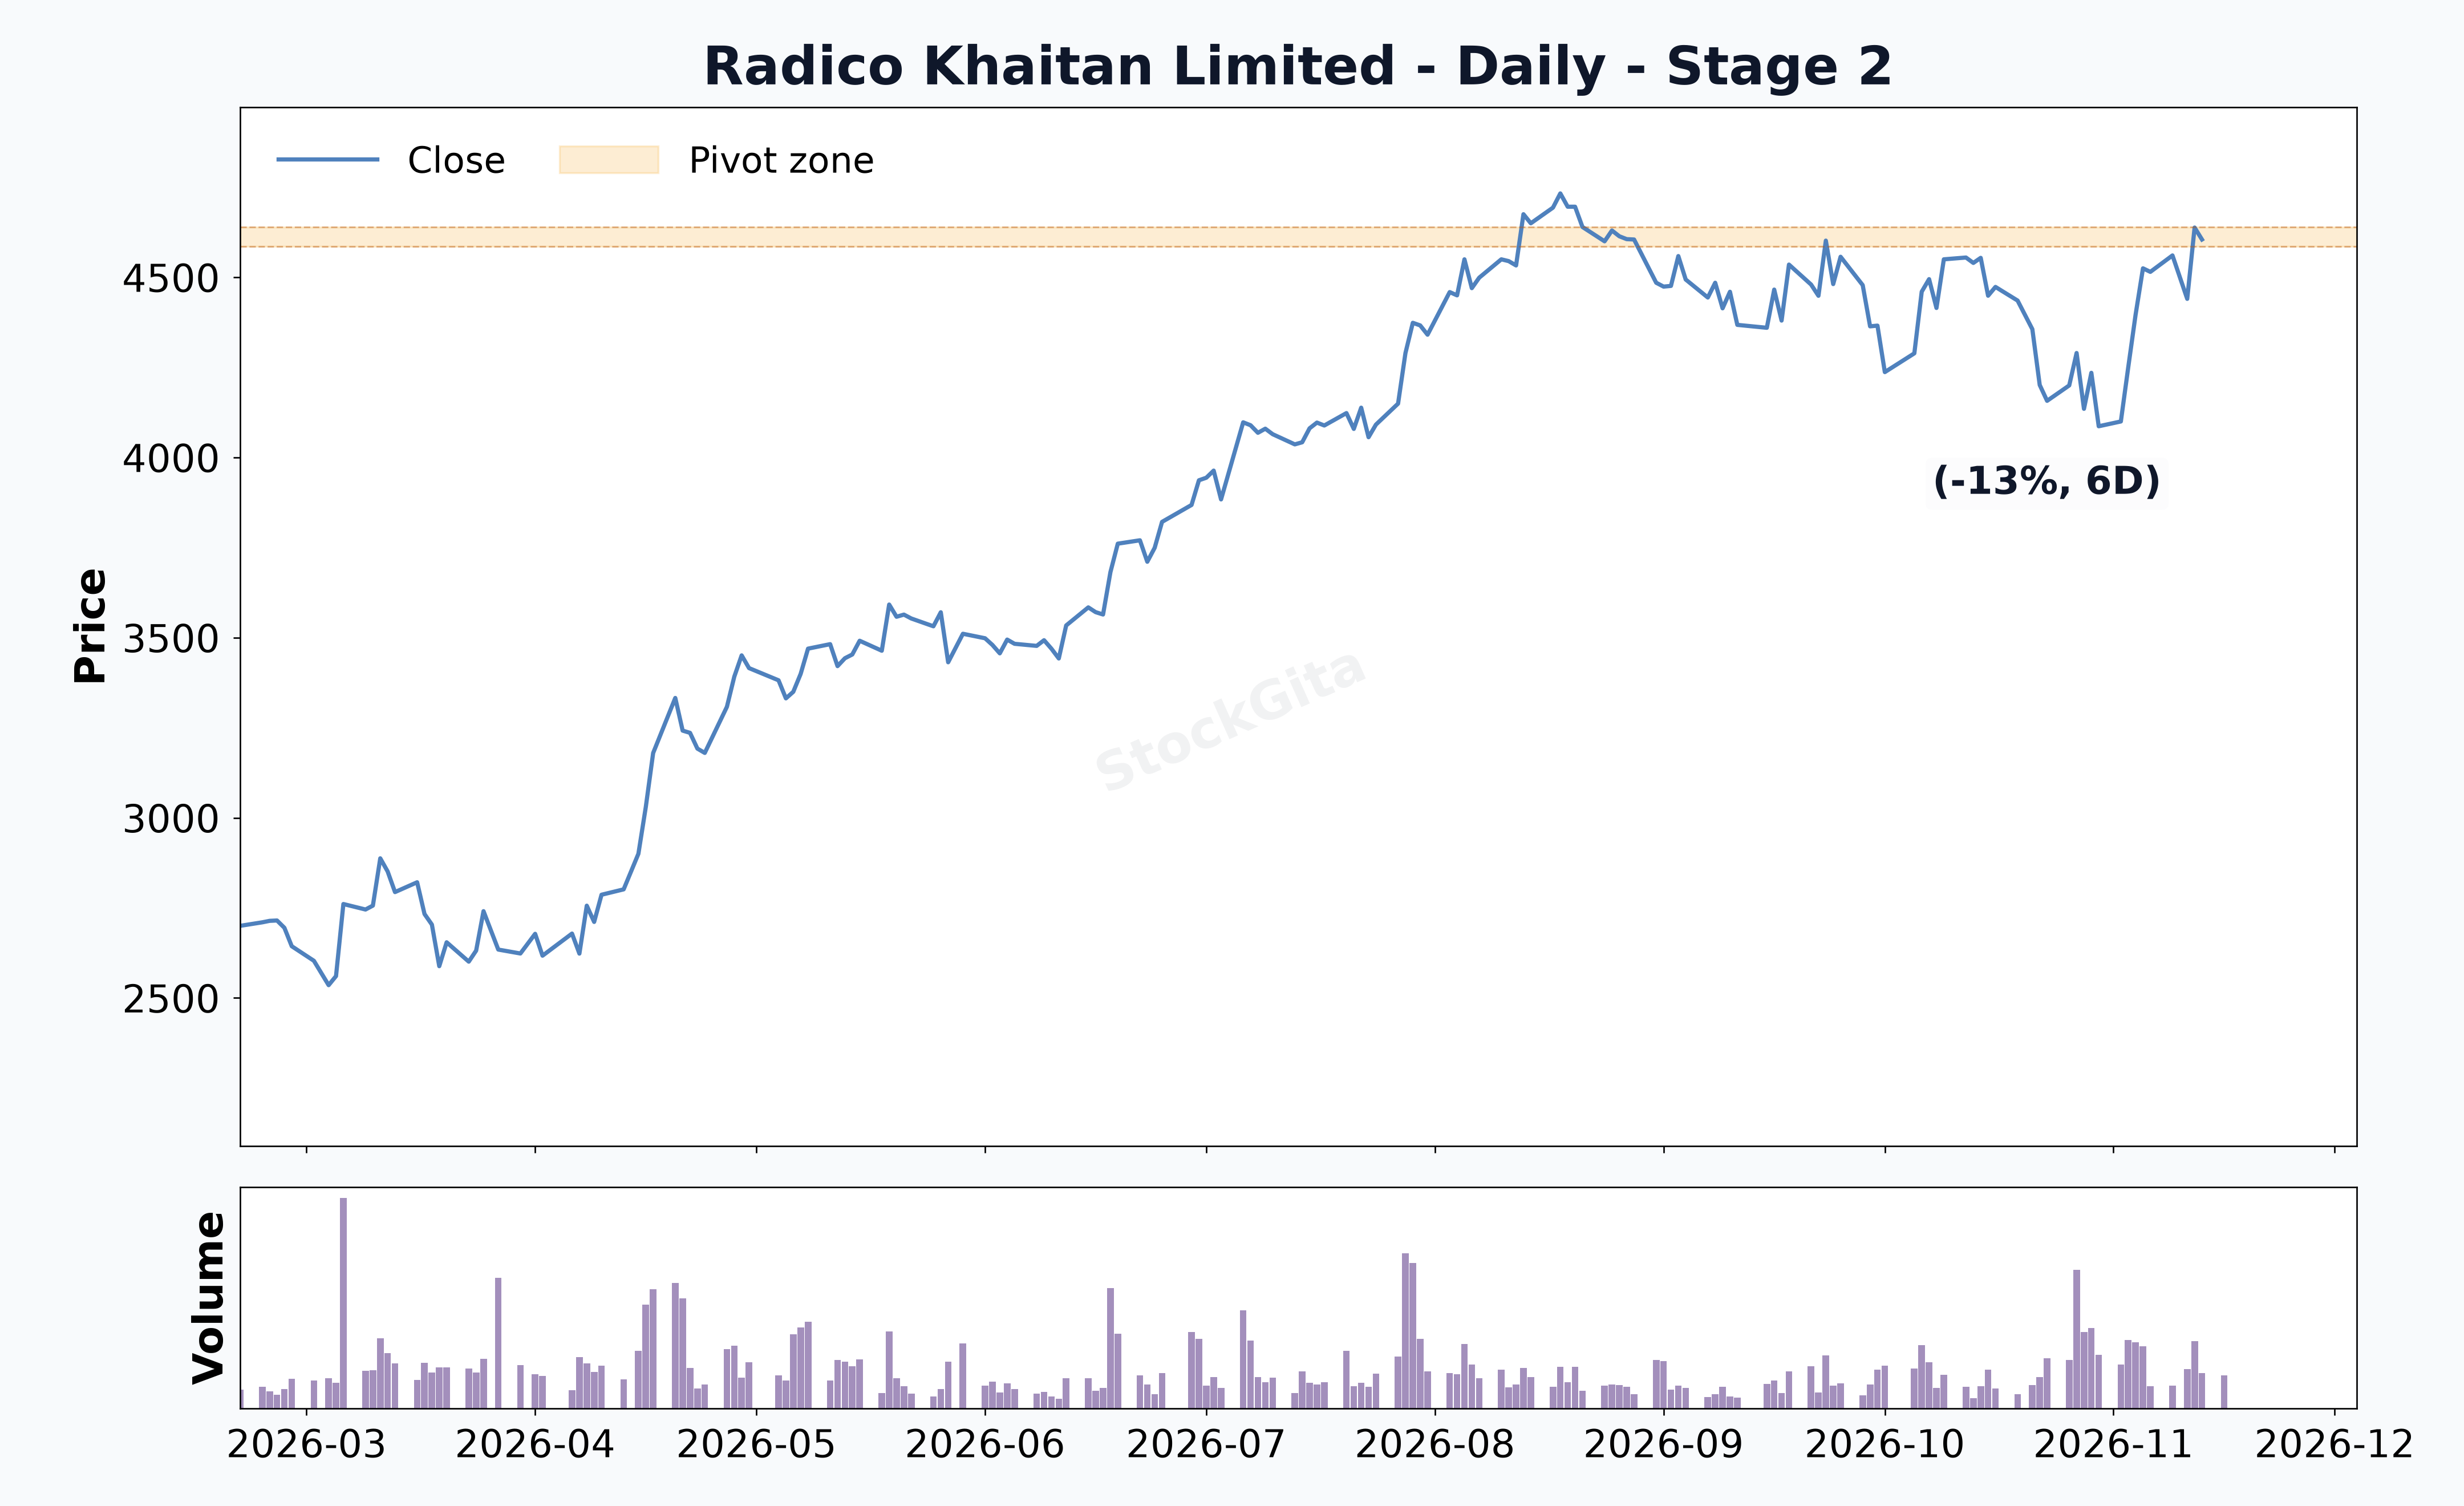 Radico Khaitan Limited - Daily - Stage 2
Close
Pivot zone
4500
4000
3500
3000
2500
Price
(-13%, 6D)
StockGita
Volume
2026-03
2026-04
2026-05
2026-06
2026-07
2026-08
2026-09
2026-10
2026-11
2026-12